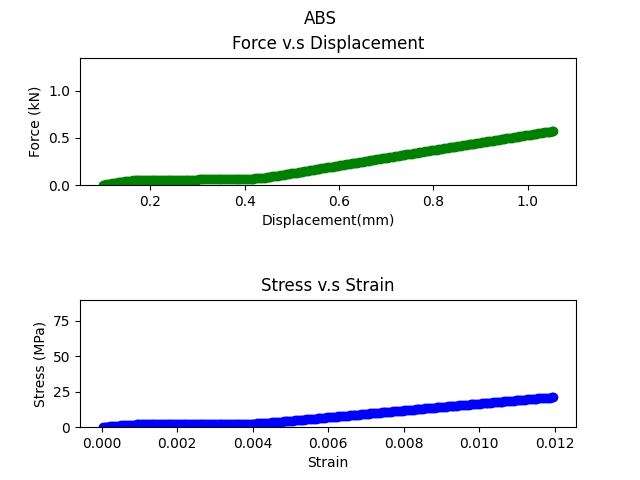 ABS
Force v.s Displacement
1.0
0.5
0.0
Force (kN)
0.2 0.4 0.6 0.8 1.0
Displacement(mm)
Stress v.s Strain
75
50
25
0
Stress (MPa)
0.000 0.002 0.004 0.006 0.008 0.010 0.012
Strain